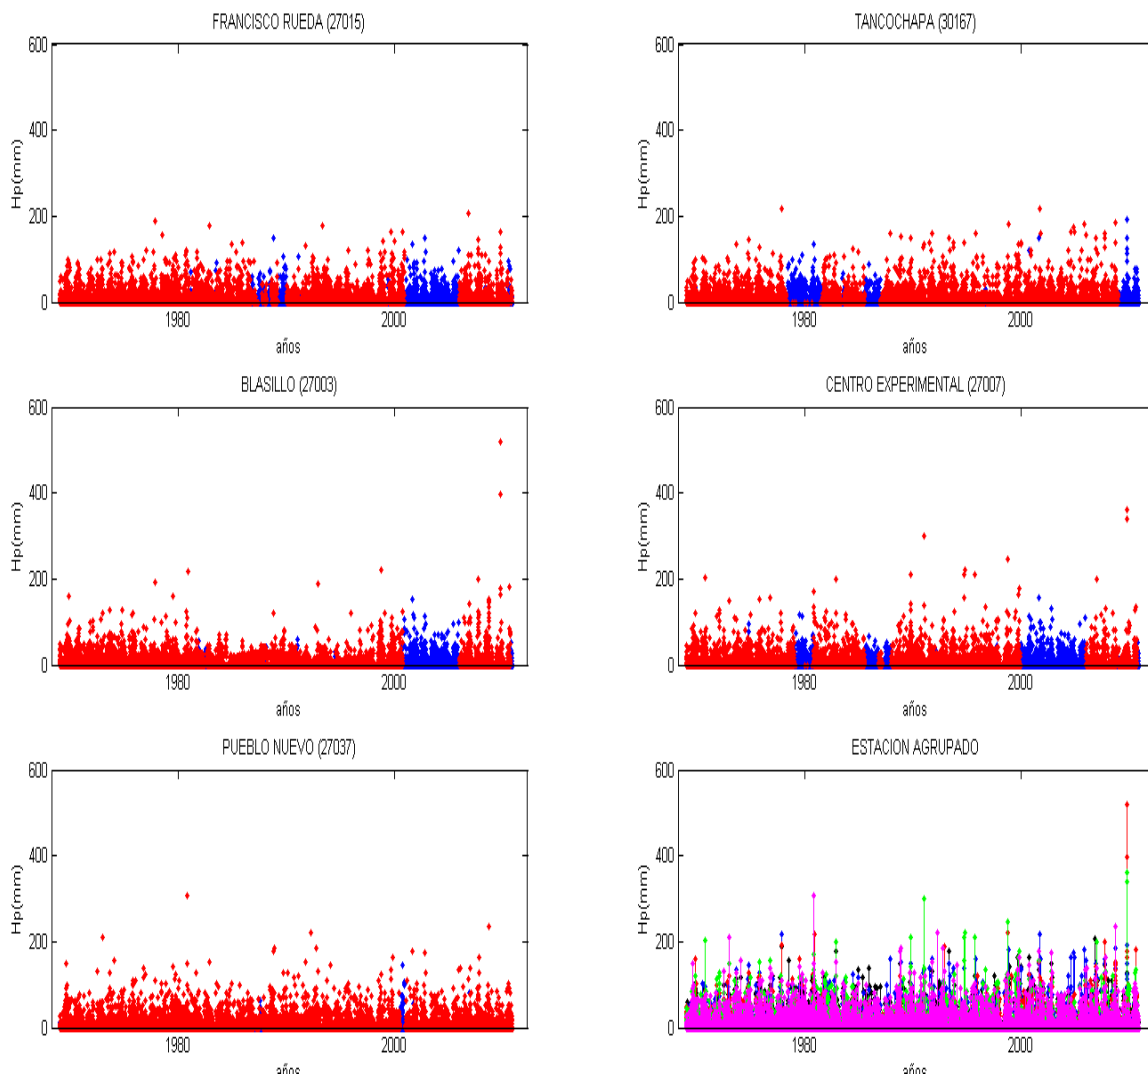 FRANCISCO RUEDA (27015)
600
400
200
0
Hp(mm)
1980
2000
años
TANCOCHAPA (30167)
600
400
200
0
Hp(mm)
1980
2000
años
BLASILLO (27003)
600
400
200
0
Hp(mm)
1980
2000
años
CENTRO EXPERIMENTAL (27007)
600
400
200
0
Hp(mm)
1980
2000
años
PUEBLO NUEVO (27037)
600
400
200
0
Hp(mm)
1980
2000
años
ESTACION AGRUPADO
600
400
200
0
Hp(mm)
1980
2000
años